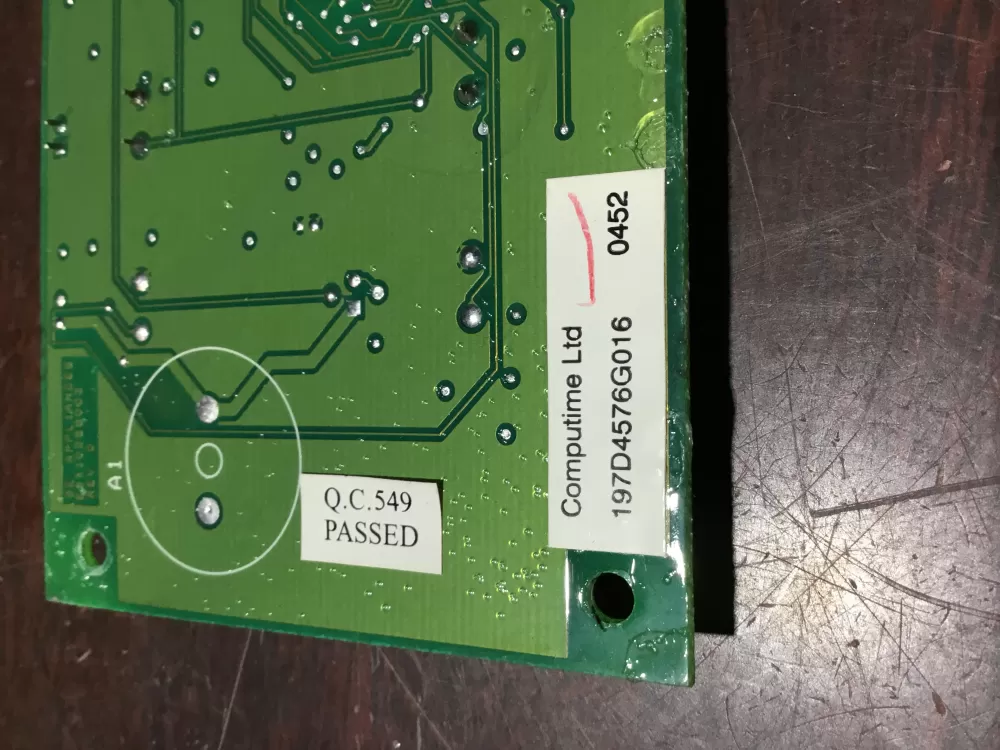 Computime Ltd
197D4576G016 0452
Q.C.549
PASSED
A1